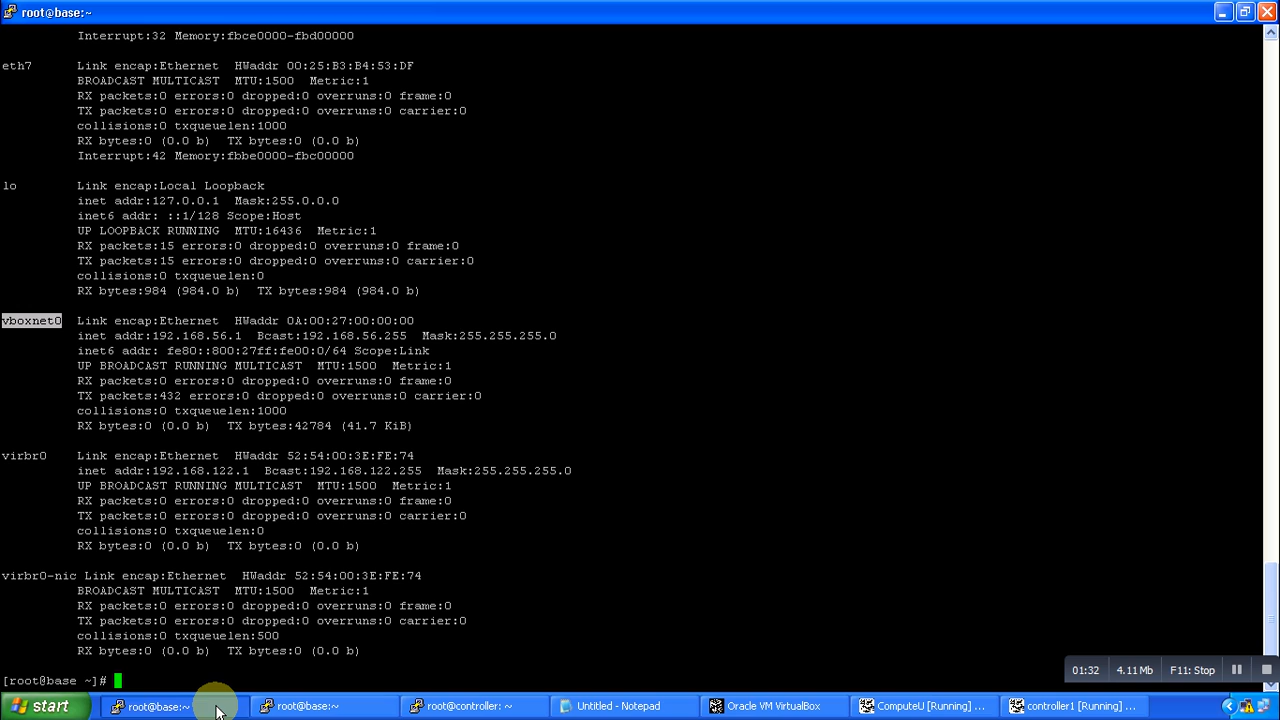 root@base:~
Interrupt:32 Memory:fbce0000-fbd00000
eth7 Link encap:Ethernet HWaddr 00:25:B3:B4:53:DF
BROADCAST MULTICAST MTU:1500 Metric:1
RX packets:0 errors:0 dropped:0 overruns:0 frame:0
TX packets:0 errors:0 dropped:0 overruns:0 carrier:0
collisions:0 txqueuelen:1000
RX bytes:0 (0.0 b) TX bytes:0 (0.0 b)
Interrupt:42 Memory:fbbe0000-fbc00000
lo Link encap:Local Loopback
inet addr:127.0.0.1 Mask:255.0.0.0
inet6 addr: ::1/128 Scope:Host
UP LOOPBACK RUNNING MTU:16436 Metric:1
RX packets:15 errors:0 dropped:0 overruns:0 frame:0
TX packets:15 errors:0 dropped:0 overruns:0 carrier:0
collisions:0 txqueuelen:0
RX bytes:984 (984.0 b) TX bytes:984 (984.0 b)
vboxnet0 Link encap:Ethernet HWaddr 0A:00:27:00:00:00
inet addr:192.168.56.1 Bcast:192.168.56.255 Mask:255.255.255.0
inet6 addr: fe80::800:27ff:fe00:0/64 Scope:Link
UP BROADCAST RUNNING MULTICAST MTU:1500 Metric:1
RX packets:0 errors:0 dropped:0 overruns:0 frame:0
TX packets:432 errors:0 dropped:0 overruns:0 carrier:0
collisions:0 txqueuelen:1000
RX bytes:0 (0.0 b) TX bytes:42784 (41.7 KiB)
virbr0 Link encap:Ethernet HWaddr 52:54:00:3E:FE:74
inet addr:192.168.122.1 Bcast:192.168.122.255 Mask:255.255.255.0
UP BROADCAST RUNNING MULTICAST MTU:1500 Metric:1
RX packets:0 errors:0 dropped:0 overruns:0 frame:0
TX packets:0 errors:0 dropped:0 overruns:0 carrier:0
collisions:0 txqueuelen:0
RX bytes:0 (0.0 b) TX bytes:0 (0.0 b)
virbr0-nic Link encap:Ethernet HWaddr 52:54:00:3E:FE:74
BROADCAST MULTICAST MTU:1500 Metric:1
RX packets:0 errors:0 dropped:0 overruns:0 frame:0
TX packets:0 errors:0 dropped:0 overruns:0 carrier:0
collisions:0 txqueuelen:500
RX bytes:0 (0.0 b) TX bytes:0 (0.0 b)
[root@base ~]#
01:32 4.11 Mb F11: Stop
start root@base:~ root@base:~ root@controller: ~ Untitled - Notepad Oracle VM VirtualBox ComputeU [Running] ... controller1 [Running] ...